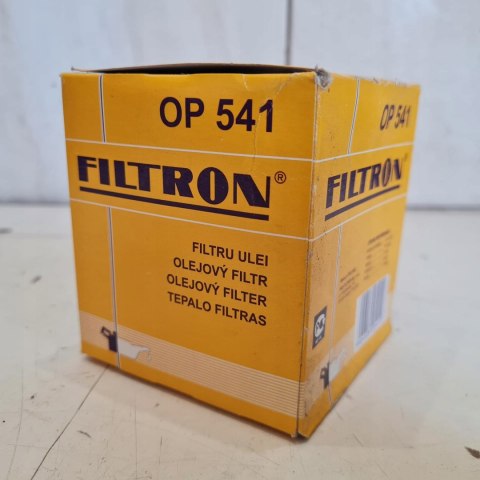 OP 541
FILTRON®
FILTRU ULEI
OLEJOVÝ FILTR
OLEJOVÝ FILTER
TEPALO FILTRAS
OP 541
FILTRON®